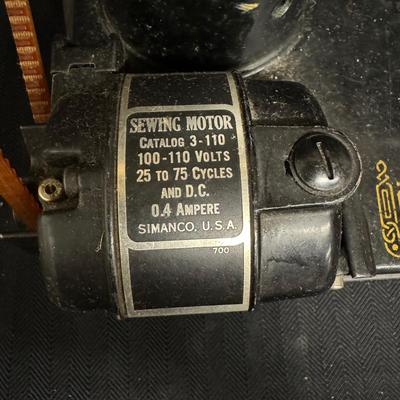 SEWING MOTOR
CATALOG 3-110
100-110 VOLTS
25 TO 75 CYCLES
AND D.C.
0.4 AMPERE
SIMANCO, U.S.A.
700